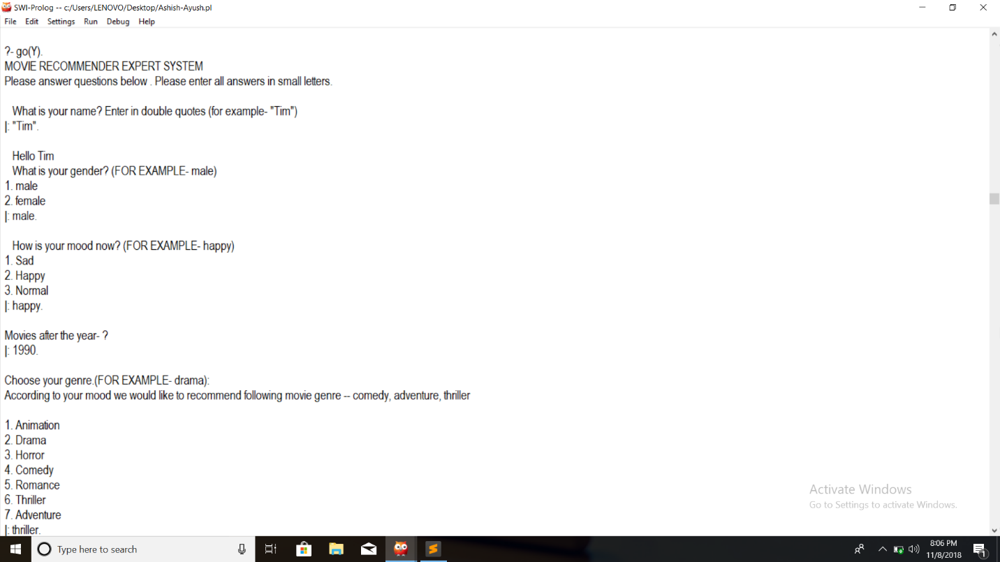 SWI-Prolog -- c:/Users/LENOVO/Desktop/Ashish-Ayush.pl
File Edit Settings Run Debug Help
?- go(Y).
MOVIE RECOMMENDER EXPERT SYSTEM
Please answer questions below . Please enter all answers in small letters.
What is your name? Enter in double quotes (for example- "Tim")
|: "Tim".
Hello Tim
What is your gender? (FOR EXAMPLE- male)
1. male
2. female
|: male.
How is your mood now? (FOR EXAMPLE- happy)
1. Sad
2. Happy
3. Normal
|: happy.
Movies after the year- ?
|: 1990.
Choose your genre.(FOR EXAMPLE- drama):
According to your mood we would like to recommend following movie genre -- comedy, adventure, thriller
1. Animation
2. Drama
3. Horror
4. Comedy
5. Romance
6. Thriller
7. Adventure
|: thriller.
Activate Windows
Go to Settings to activate Windows.
Type here to search
8:06 PM
11/8/2018
1